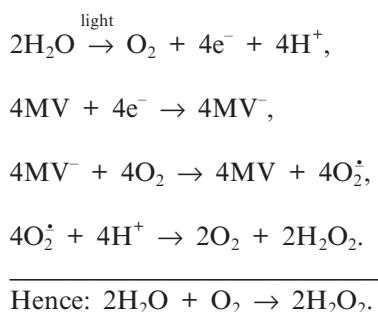 light
2H₂O → O₂ + 4e⁻ + 4H⁺,
4MV + 4e⁻ → 4MV⁻,
4MV⁻ + 4O₂ → 4MV + 4O₂∸,
4O₂∸ + 4H⁺ → 2O₂ + 2H₂O₂.
Hence: 2H₂O + O₂ → 2H₂O₂.